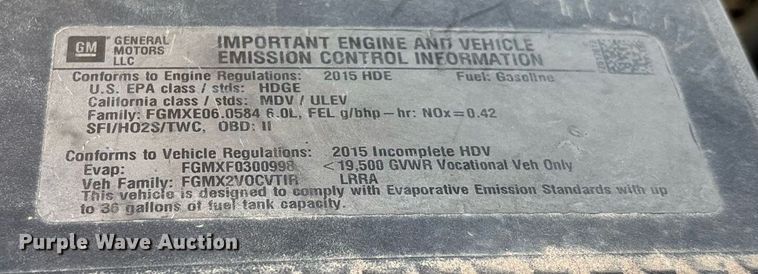 GM GENERAL MOTORS LLC
IMPORTANT ENGINE AND VEHICLE
EMISSION CONTROL INFORMATION
Conforms to Engine Regulations: 2015 HDE Fuel: Gasoline
U.S. EPA class / stds: HDGE
California class / stds: MDV / ULEV
Family: FGMXE06.0584 6.0L, FEL g/bhp-hr: NOx=0.42
SFI/HO2S/TWC, OBD: II
Conforms to Vehicle Regulations: 2015 Incomplete HDV
Evap: FGMXF0300998 <19,500 GVWR Vocational Veh Only
Veh Family: FGMX2VOCVTIR LRRA
This vehicle is designed to comply with Evaporative Emission Standards with up
to 36 gallons of fuel tank capacity.
Purple Wave Auction